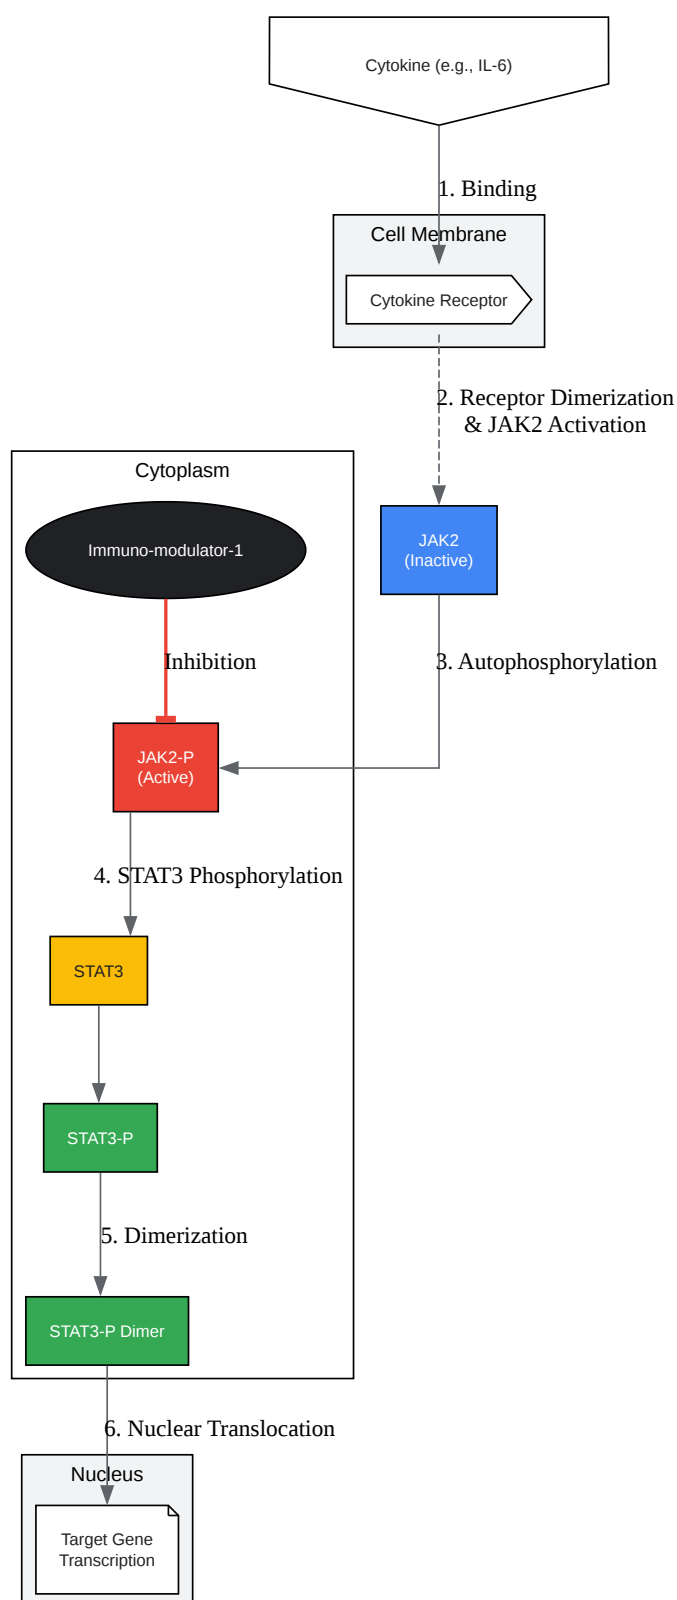 Cytokine (e.g., IL-6)
1. Binding
Cell Membrane
Cytokine Receptor
2. Receptor Dimerization
& JAK2 Activation
Cytoplasm
Immuno-modulator-1
JAK2
(Inactive)
Inhibition
3. Autophosphorylation
JAK2-P
(Active)
4. STAT3 Phosphorylation
STAT3
STAT3-P
5. Dimerization
STAT3-P Dimer
6. Nuclear Translocation
Nucleus
Target Gene
Transcription